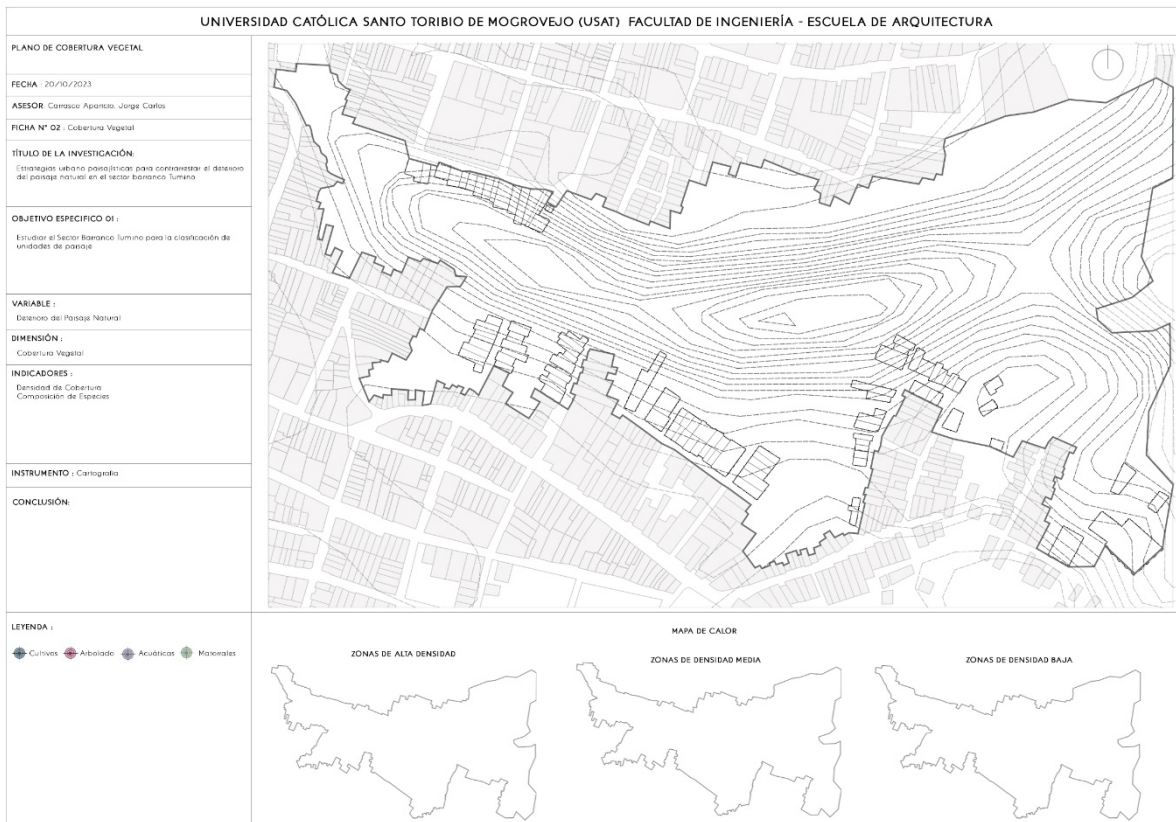 UNIVERSIDAD CATÓLICA SANTO TORIBIO DE MOGROVEJO (USAT) FACULTAD DE INGENIERÍA - ESCUELA DE ARQUITECTURA
PLANO DE COBERTURA VEGETAL
FECHA : 20/10/2023
ASESOR: Carrasco Aparicio, Jorge Carlos
FICHA N° 02 : Cobertura Vegetal
TÍTULO DE LA INVESTIGACIÓN:
Estrategias urbano paisajísticas para contrarrestar el deterioro
del paisaje natural en el sector barranco Tumino
OBJETIVO ESPECIFICO 01 :
Estudiar el Sector Barranco Tumino para la clasificación de
unidades de paisaje
VARIABLE :
Deterioro del Paisaje Natural
DIMENSIÓN :
Cobertura Vegetal
INDICADORES :
Densidad de Cobertura
Composición de Especies
INSTRUMENTO : Cartografía
CONCLUSIÓN:
LEYENDA :
Cultivos Arbolado Acuáticas Matorrales
MAPA DE CALOR
ZONAS DE ALTA DENSIDAD
ZONAS DE DENSIDAD MEDIA
ZONAS DE DENSIDAD BAJA